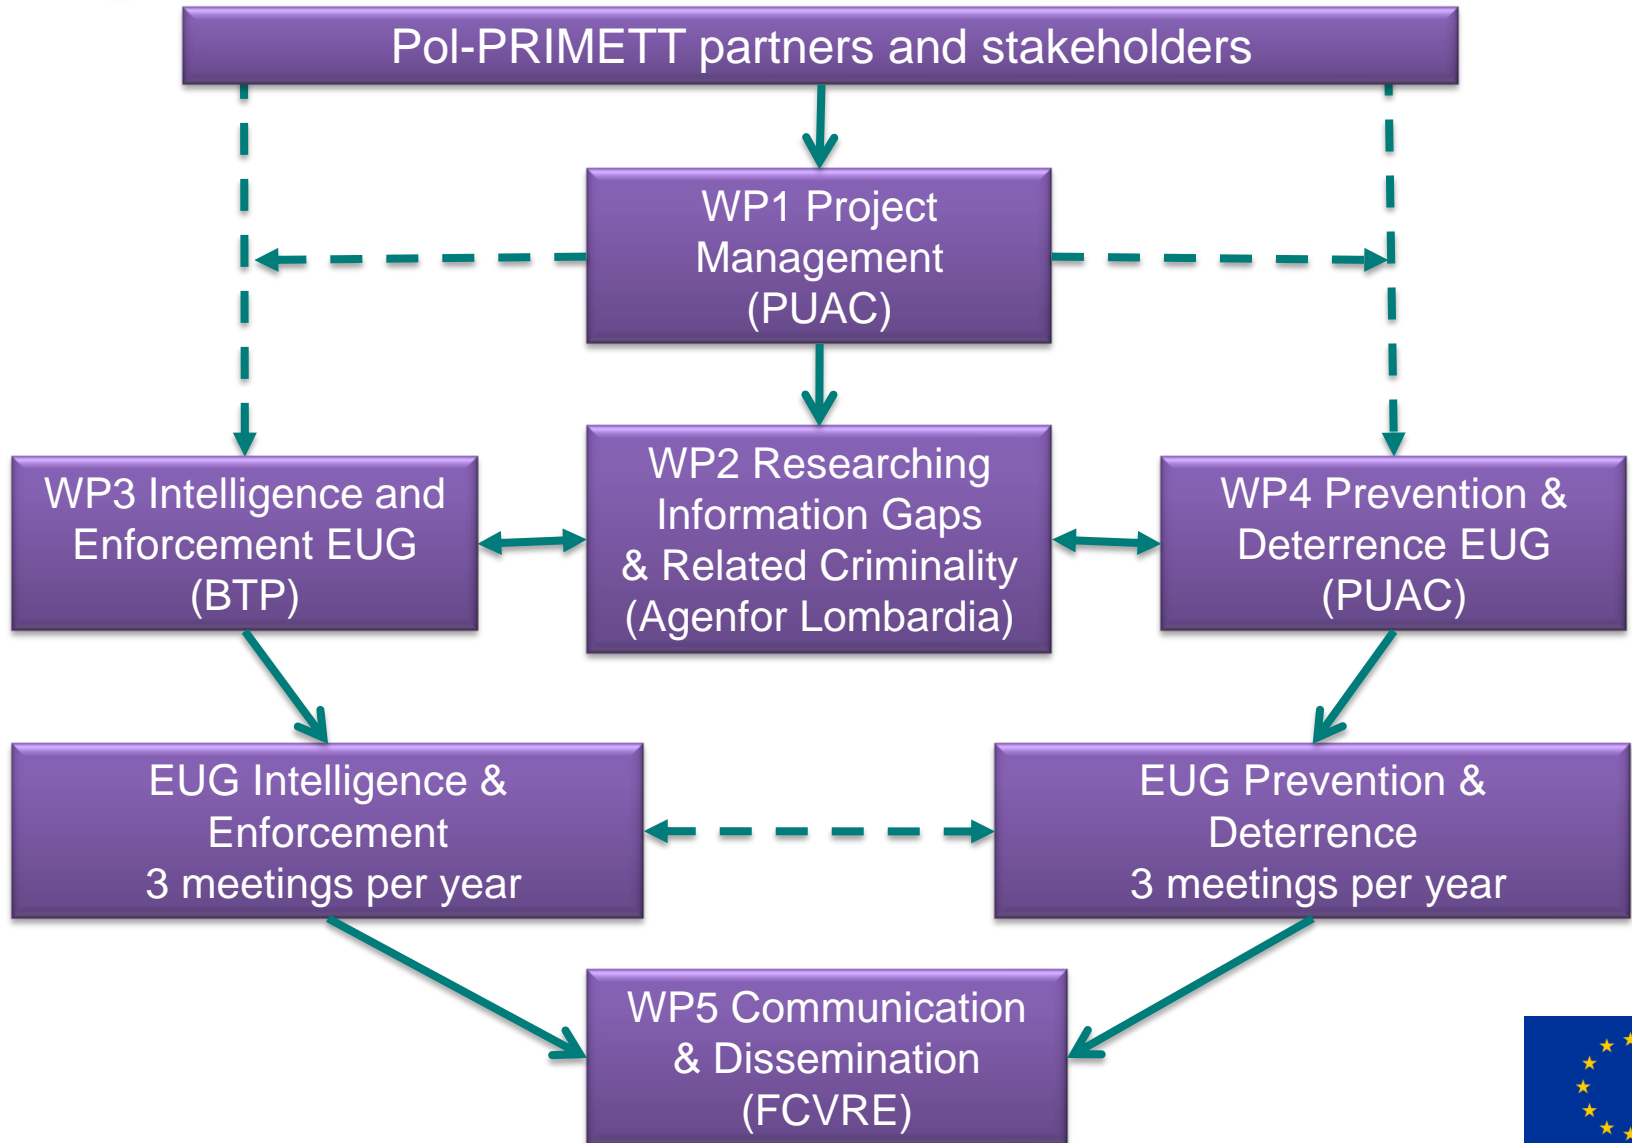 Pol-PRIMETT partners and stakeholders
WP1 Project
Management
(PUAC)
WP3 Intelligence and
Enforcement EUG
(BTP)
WP2 Researching
Information Gaps
& Related Criminality
(Agenfor Lombardia)
WP4 Prevention &
Deterrence EUG
(PUAC)
EUG Intelligence &
Enforcement
3 meetings per year
EUG Prevention &
Deterrence
3 meetings per year
WP5 Communication
& Dissemination
(FCVRE)